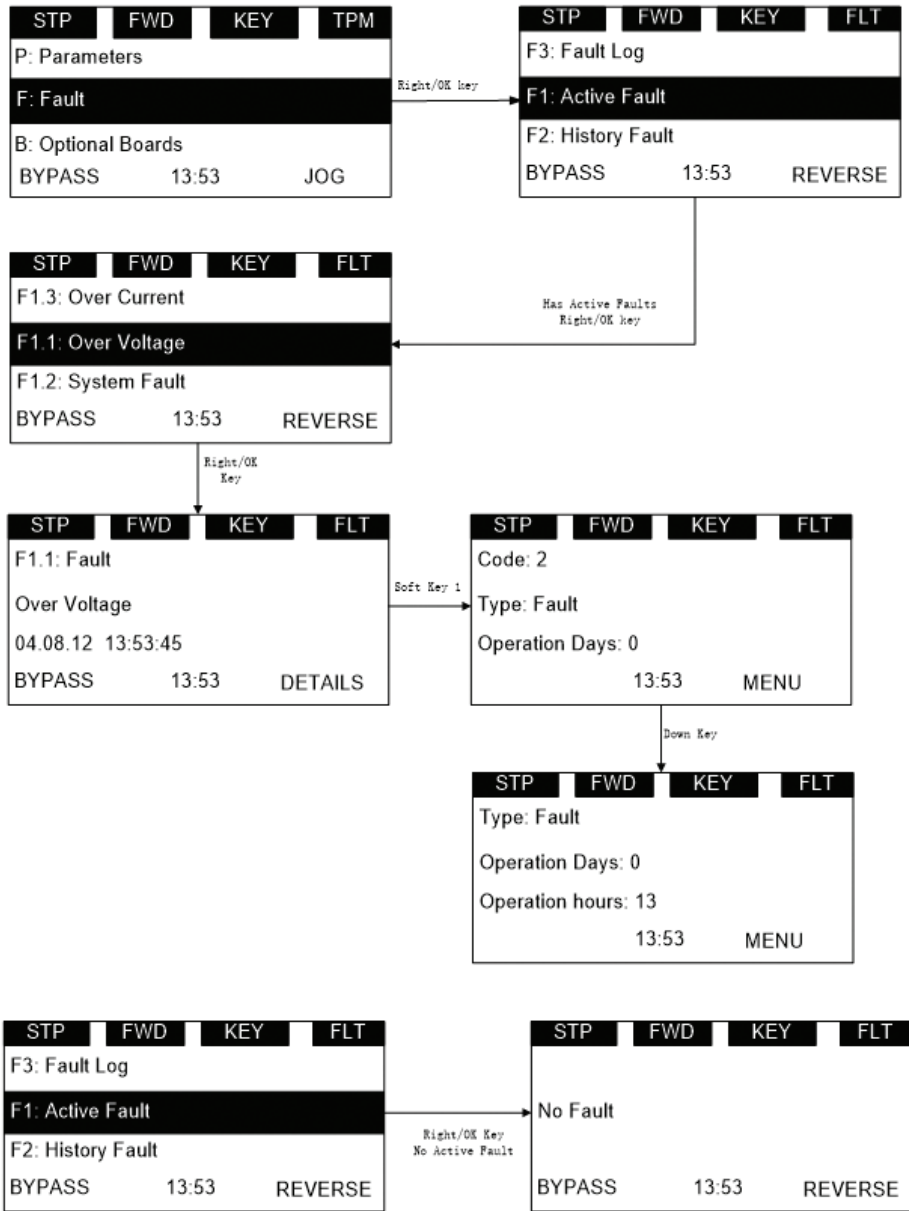 STP FWD KEY TPM
P: Parameters
F: Fault
B: Optional Boards
BYPASS 13:53 JOG
Right/OK key
STP FWD KEY FLT
F3: Fault Log
F1: Active Fault
F2: History Fault
BYPASS 13:53 REVERSE
Has Active Faults
Right/OK key
STP FWD KEY FLT
F1.3: Over Current
F1.1: Over Voltage
F1.2: System Fault
BYPASS 13:53 REVERSE
Right/OK
Key
STP FWD KEY FLT
F1.1: Fault
Over Voltage
04.08.12 13:53:45
BYPASS 13:53 DETAILS
Soft Key 1
STP FWD KEY FLT
Code: 2
Type: Fault
Operation Days: 0
13:53 MENU
Down Key
STP FWD KEY FLT
Type: Fault
Operation Days: 0
Operation hours: 13
13:53 MENU
STP FWD KEY FLT
F3: Fault Log
F1: Active Fault
F2: History Fault
BYPASS 13:53 REVERSE
Right/OK Key
No Active Fault
STP FWD KEY FLT
No Fault
BYPASS 13:53 REVERSE